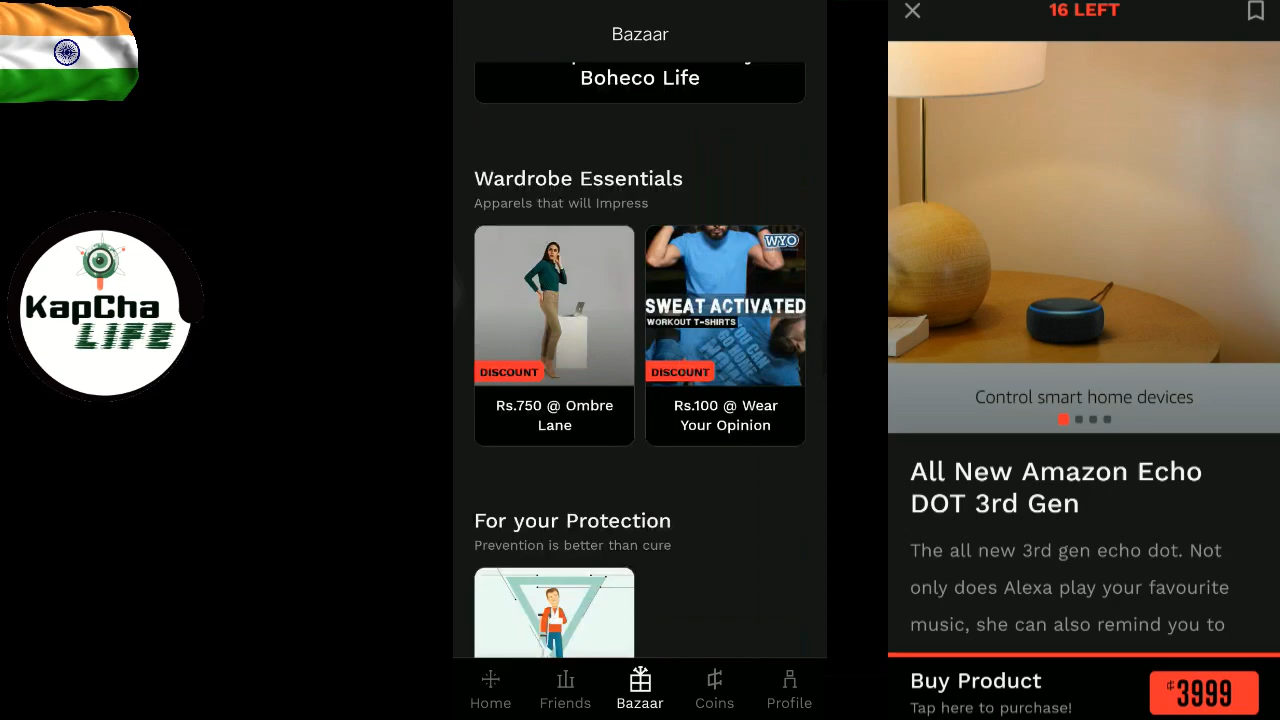 KapCha
LIFE
Bazaar
Boheco Life
Wardrobe Essentials
Apparels that will Impress
DISCOUNT
Rs.750 @ Ombre
Lane
WYO
SWEAT ACTIVATED
WORKOUT T-SHIRTS
DISCOUNT
Rs.100 @ Wear
Your Opinion
For your Protection
Prevention is better than cure
Home
Friends
Bazaar
Coins
Profile
16 LEFT
Control smart home devices
All New Amazon Echo
DOT 3rd Gen
The all new 3rd gen echo dot. Not
only does Alexa play your favourite
music, she can also remind you to
Buy Product
Tap here to purchase!
¢3999